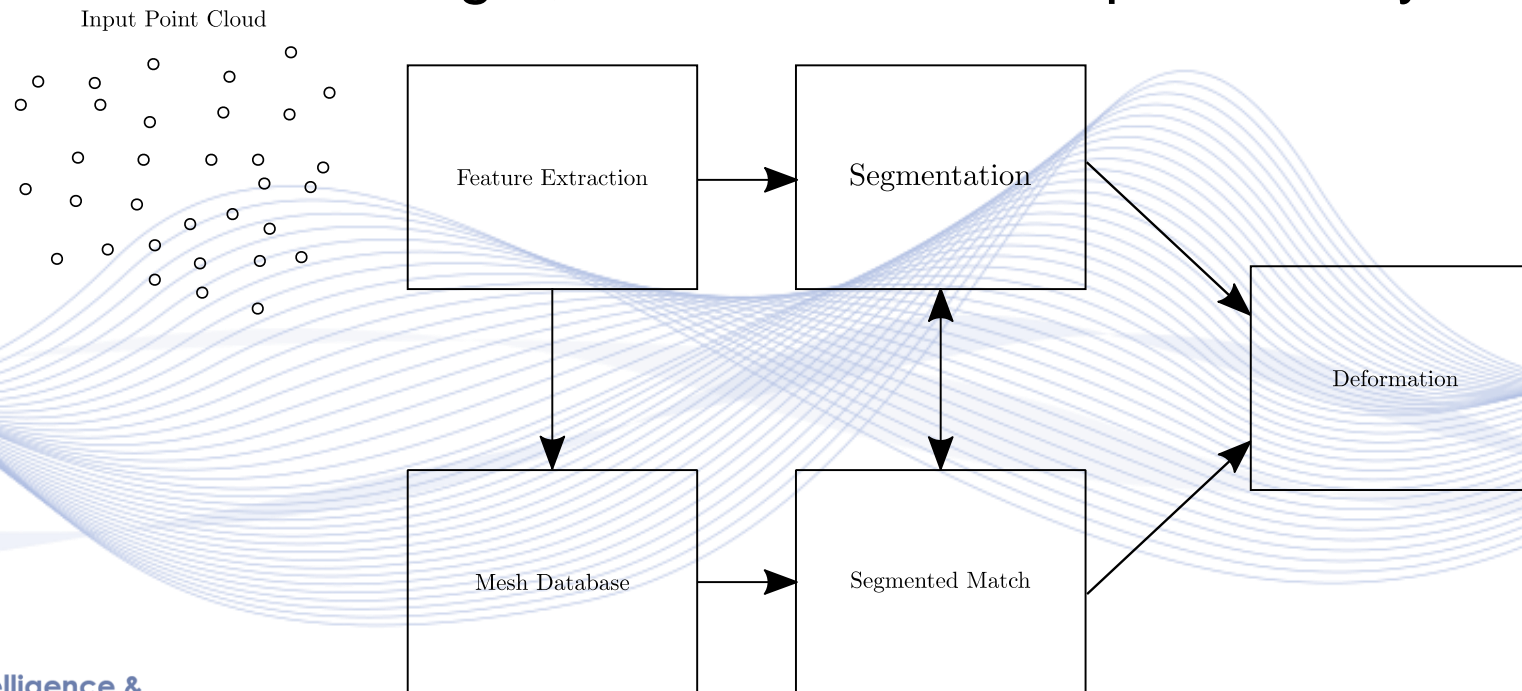 Input Point Cloud
Feature Extraction
Segmentation
Deformation
Mesh Database
Segmented Match
&